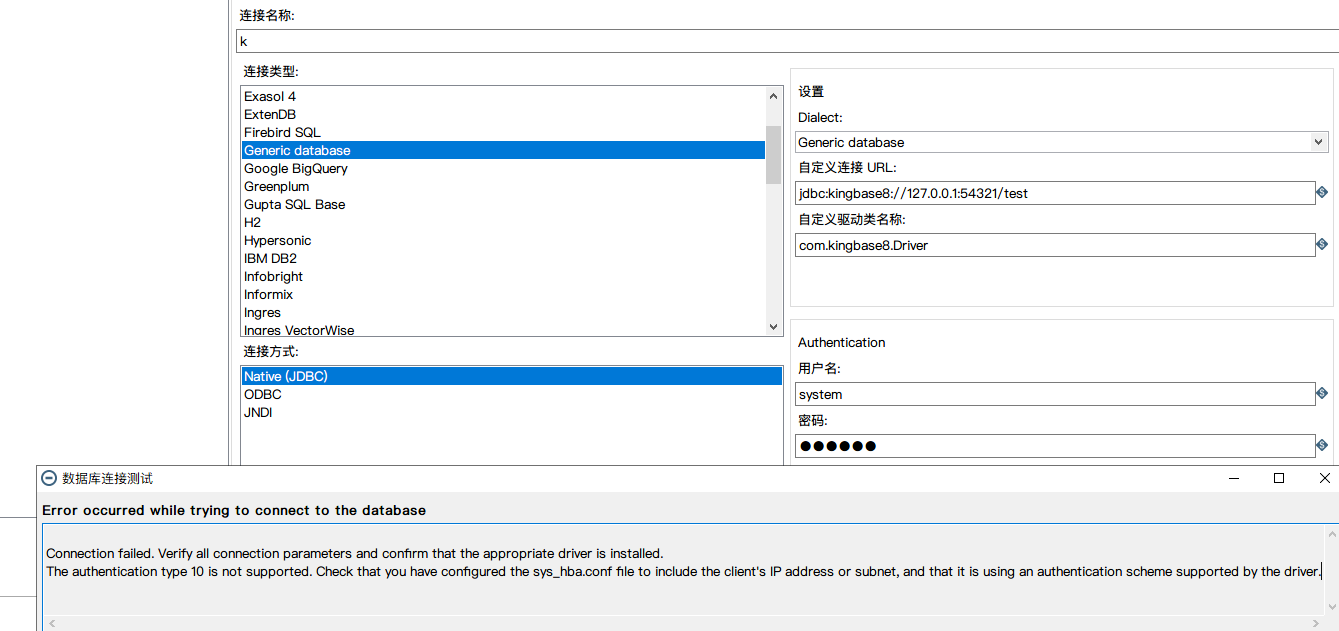 连接名称:
k
连接类型:
Exasol 4
ExtenDB
Firebird SQL
Generic database
Google BigQuery
Greenplum
Gupta SQL Base
H2
Hypersonic
IBM DB2
Infobright
Informix
Ingres
Ingres VectorWise
连接方式:
Native (JDBC)
ODBC
JNDI
设置
Dialect:
Generic database
自定义连接 URL:
jdbc:kingbase8://127.0.0.1:54321/test
自定义驱动类名称:
com.kingbase8.Driver
Authentication
用户名:
system
密码:
●●●●●●
数据库连接测试
Error occurred while trying to connect to the database
Connection failed. Verify all connection parameters and confirm that the appropriate driver is installed.
The authentication type 10 is not supported. Check that you have configured the sys_hba.conf file to include the client's IP address or subnet, and that it is using an authentication scheme supported by the driver.